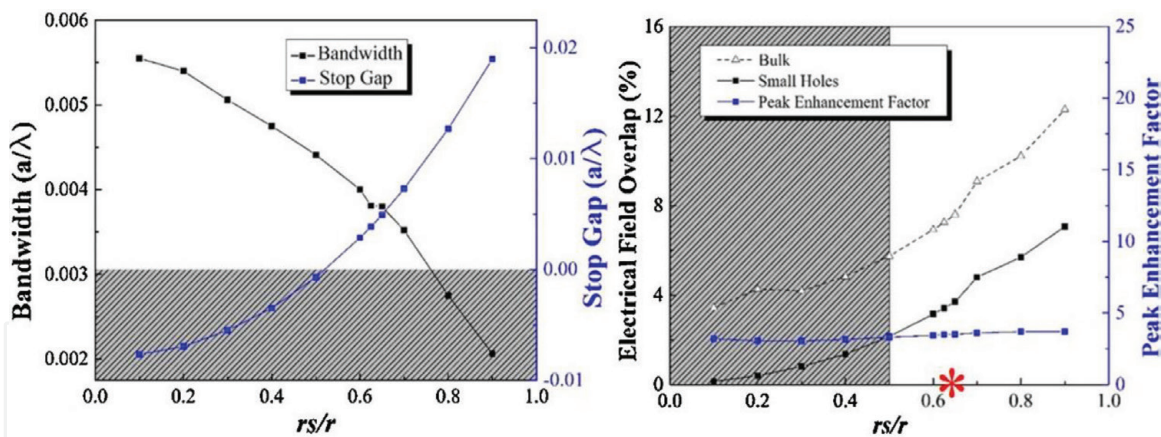 0.006
0.005
0.004
0.003
0.002
Bandwidth (a/λ)
Bandwidth
Stop Gap
0.02
0.01
0.00
-0.01
Stop Gap (a/λ)
0.0 0.2 0.4 0.6 0.8 1.0
rs/r
16
12
8
4
0
Electrical Field Overlap (%)
Bulk
Small Holes
Peak Enhancement Factor
25
20
15
10
5
0
Peak Enhancement Factor
0.0 0.2 0.4 0.6 0.8 1.0
*
rs/r